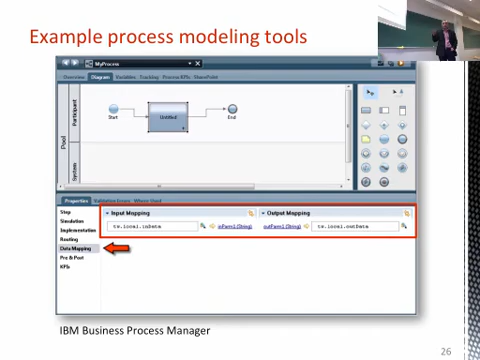 Example process modeling tools
MyProcess
Overview Diagram Variables Tracking Process KPIs SharePoint
Pool
Participant
System
Start
Untitled
End
Properties Validation Errors Where Used
Step
Simulation
Implementation
Routing
Data Mapping
Pre & Post
KPIs
Input Mapping
Output Mapping
tw.local.inData
inParm1 (String)
outParm1 (String)
tw.local.outData
IBM Business Process Manager
26